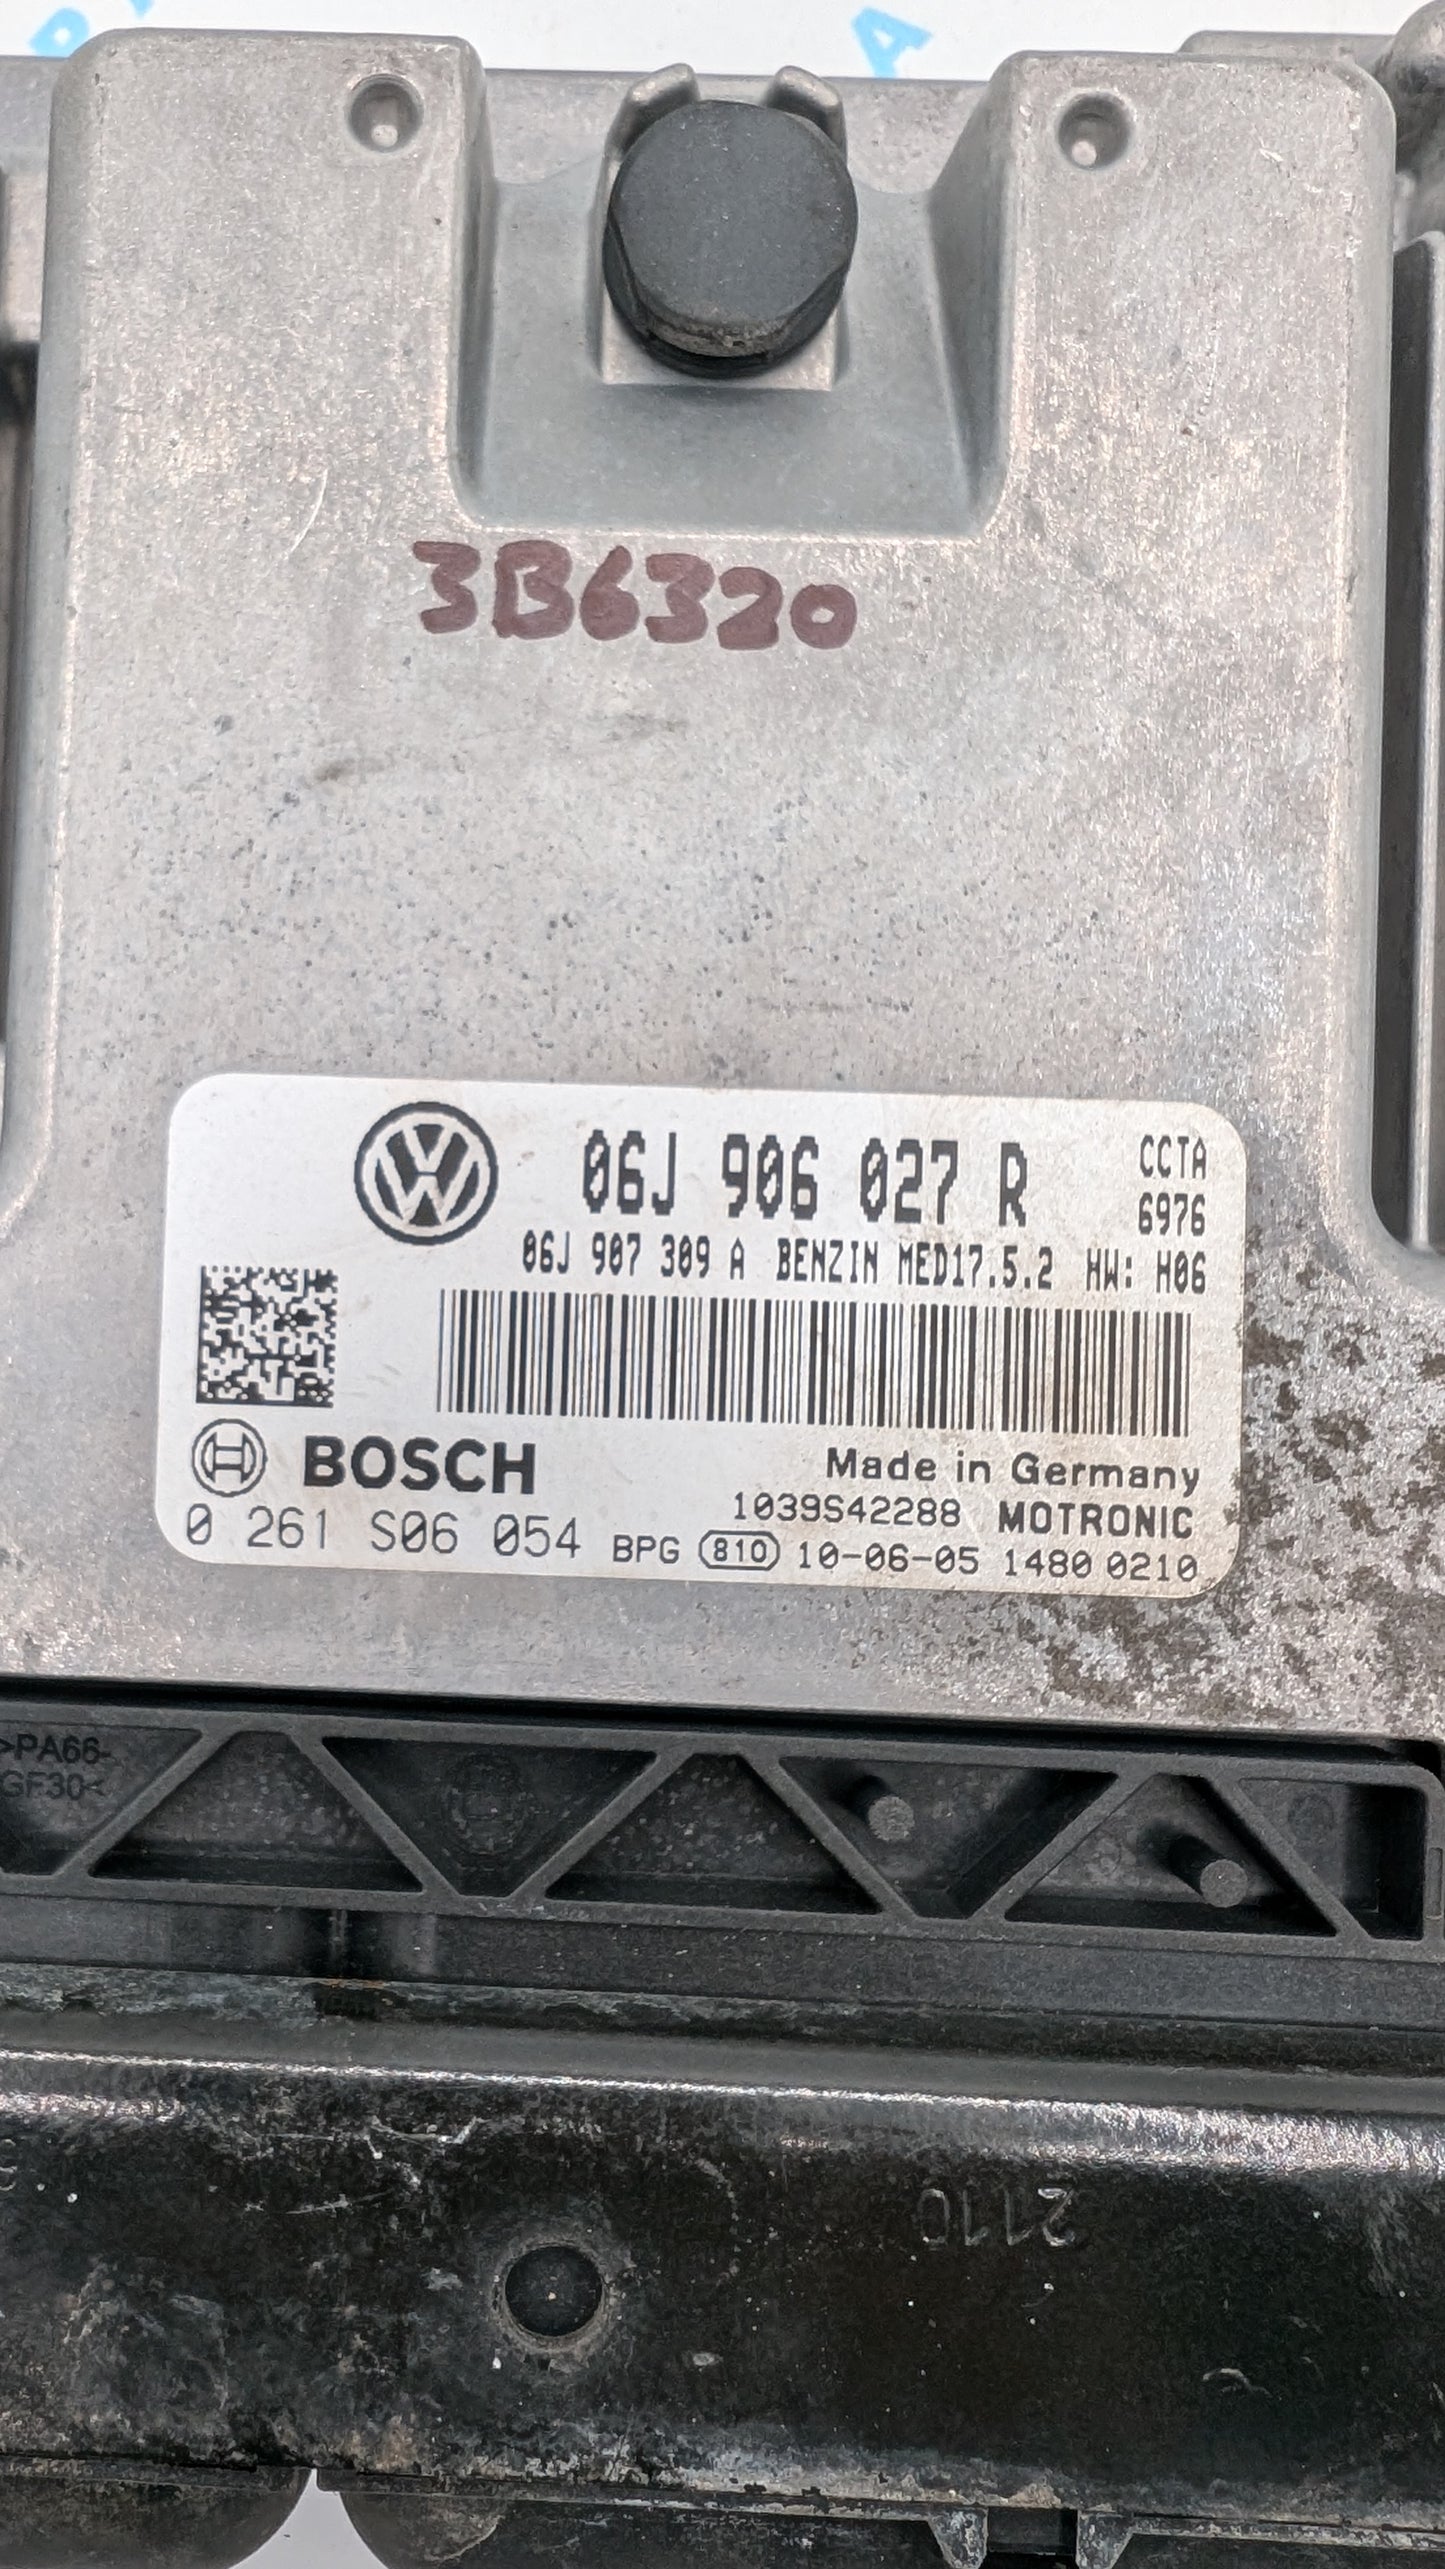 3B6320
06J 906 027 R CCTA
6976
06J 907 309 A BENZIN MED17.5.2 HW: H06
BOSCH Made in Germany
1039S42288 MOTRONIC
0 261 S06 054 BPG 810 10-06-05 1480 0210
>PA66-
GF30<
2110